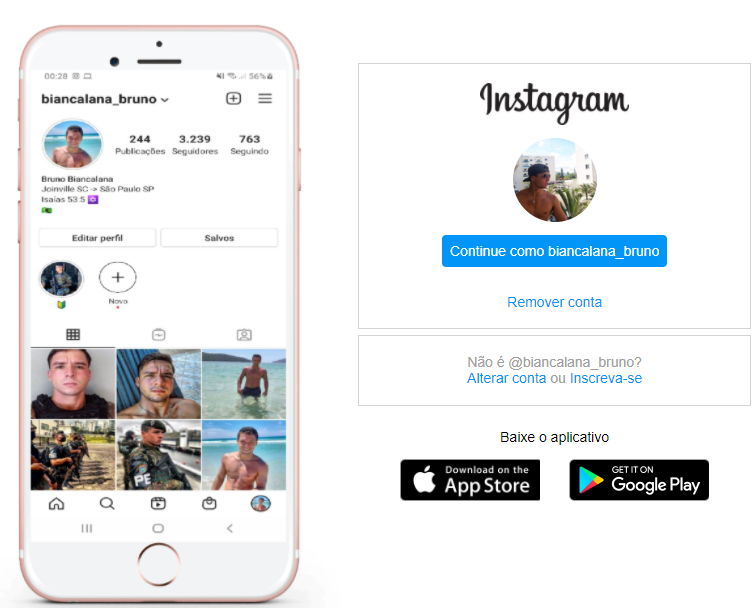 00:28
56%
biancalana_bruno
244 3.239 763
Publicações Seguidores Seguindo
Bruno Biancalana
Joinville SC -> São Paulo SP
Isaías 53:5
Editar perfil Salvos
Novo
PE
Instagram
Continue como biancalana_bruno
Remover conta
Não é @biancalana_bruno?
Alterar conta ou Inscreva-se
Baixe o aplicativo
Download on the
App Store
GET IT ON
Google Play